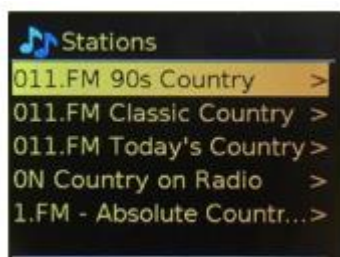 Stations
011.FM 90s Country >
011.FM Classic Country >
011.FM Today's Country >
0N Country on Radio >
1.FM - Absolute Countr... >